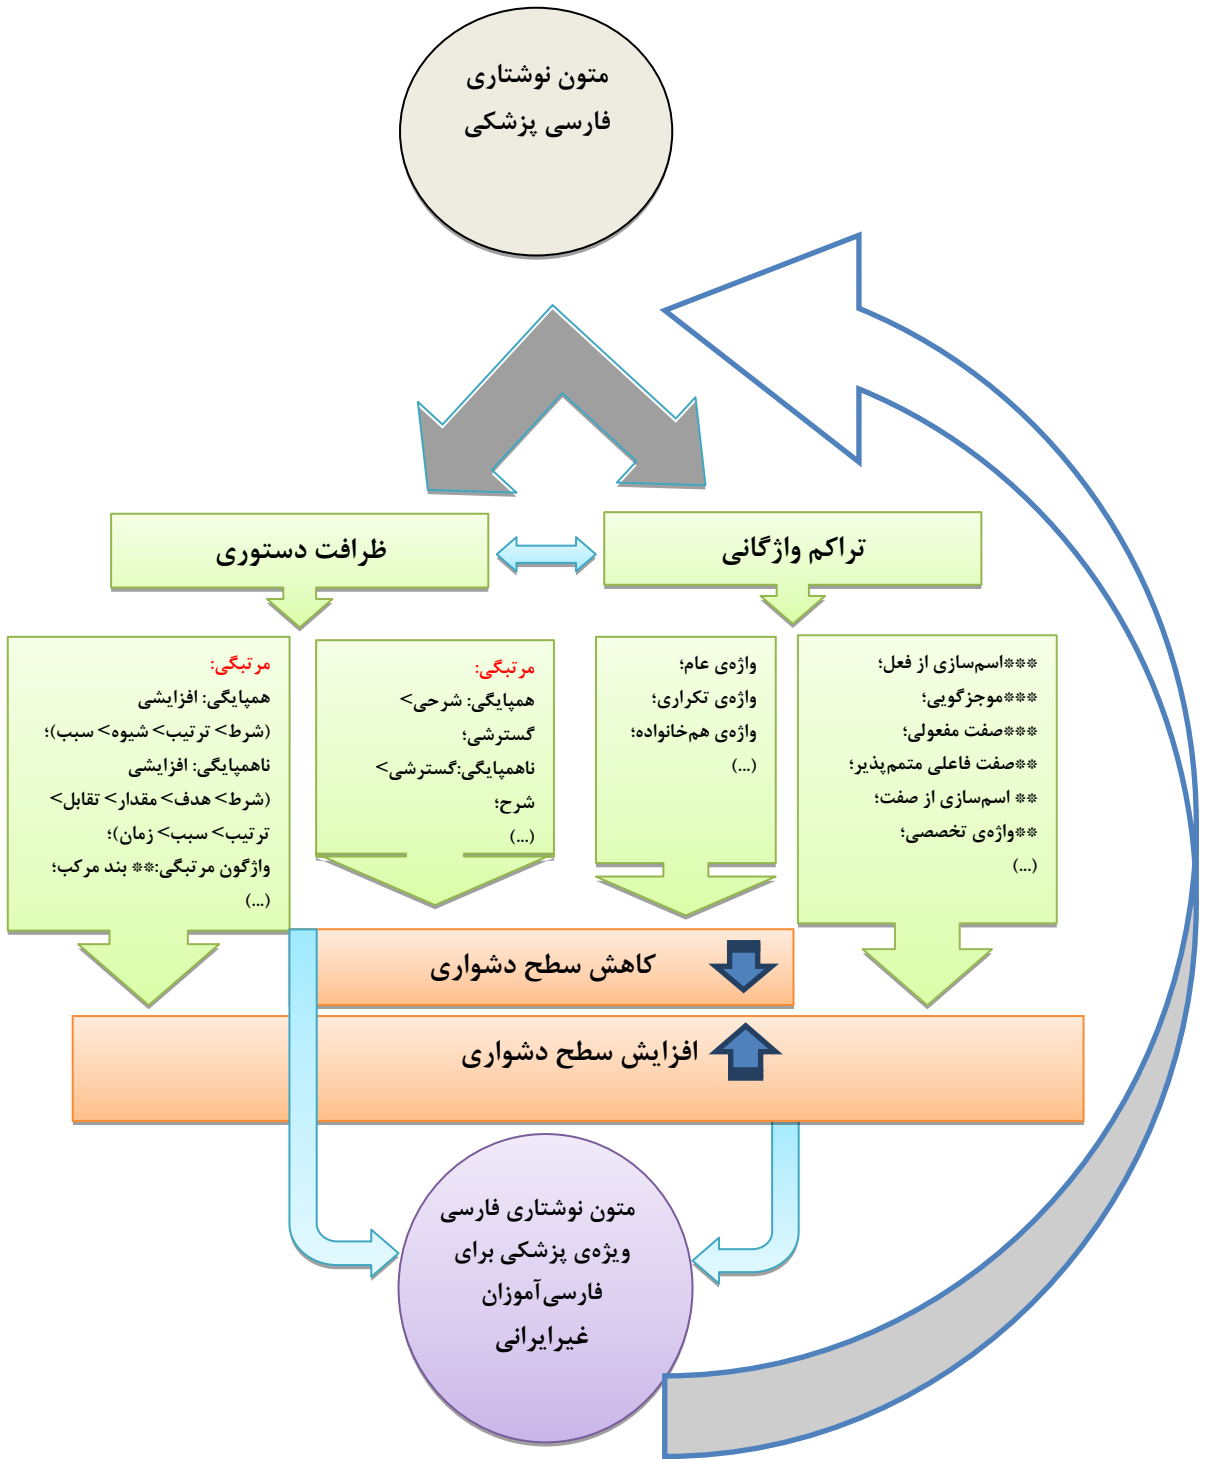 متون نوشتاری
فارسی پزشکی
تراکم واژگانی
ظرافت دستوری
***اسم‌سازی از فعل؛
***موجزگویی؛
***صفت مفعولی؛
**صفت فاعلی متمم‌پذیر؛
** اسم‌سازی از صفت؛
**واژه‌ی تخصصی؛
(...)
واژه‌ی عام؛
واژه‌ی تکراری؛
واژه‌ی هم‌خانواده؛
(...)
مرتبگی:
همپایگی: شرحی>
گسترشی؛
ناهمپایگی:گسترشی>
شرح؛
(...)
مرتبگی:
همپایگی: افزایشی
(شرط> ترتیب> شیوه> سبب)؛
ناهمپایگی: افزایشی
(شرط> هدف> مقدار> تقابل>
ترتیب> سبب> زمان)؛
واژگون مرتبگی:** بند مرکب؛
(...)
کاهش سطح دشواری
افزایش سطح دشواری
متون نوشتاری فارسی
ویژه‌ی پزشکی برای
فارسی‌آموزان
غیرایرانی